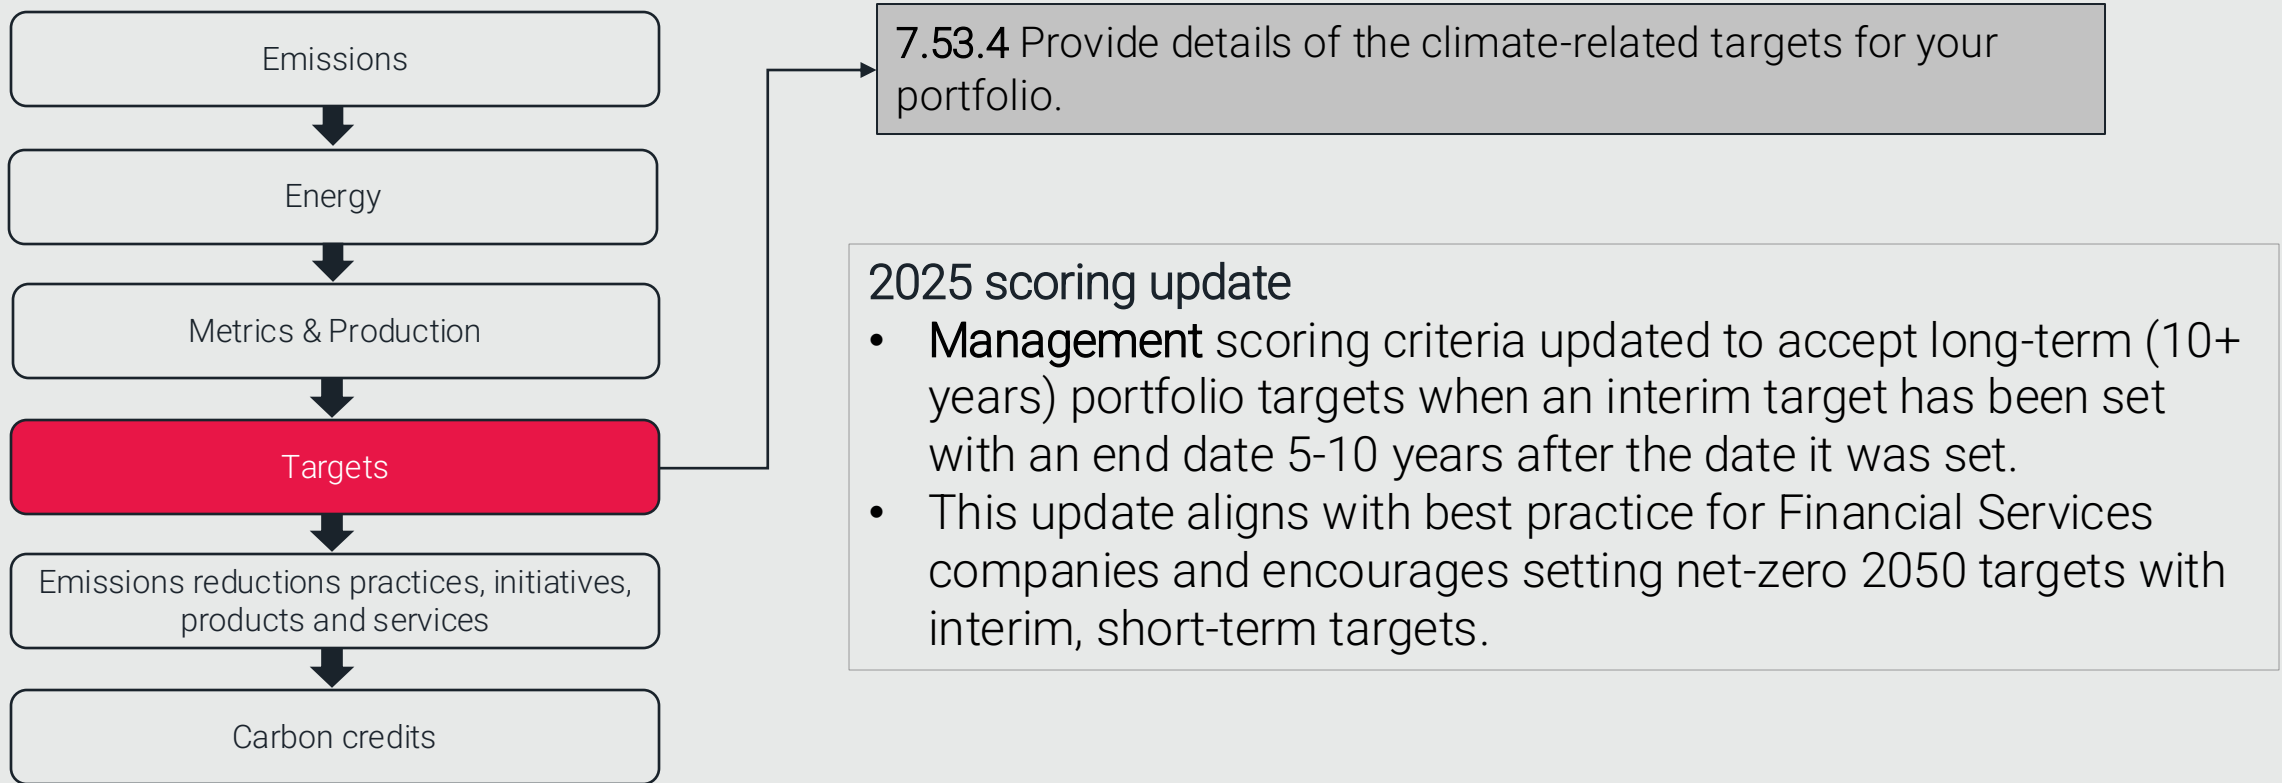 Emissions
Energy
Metrics & Production
Targets
Emissions reductions practices, initiatives,
products and services
Carbon credits
7.53.4 Provide details of the climate-related targets for your
portfolio.
2025 scoring update
• Management scoring criteria updated to accept long-term (10+
years) portfolio targets when an interim target has been set
with an end date 5-10 years after the date it was set.
• This update aligns with best practice for Financial Services
companies and encourages setting net-zero 2050 targets with
interim, short-term targets.